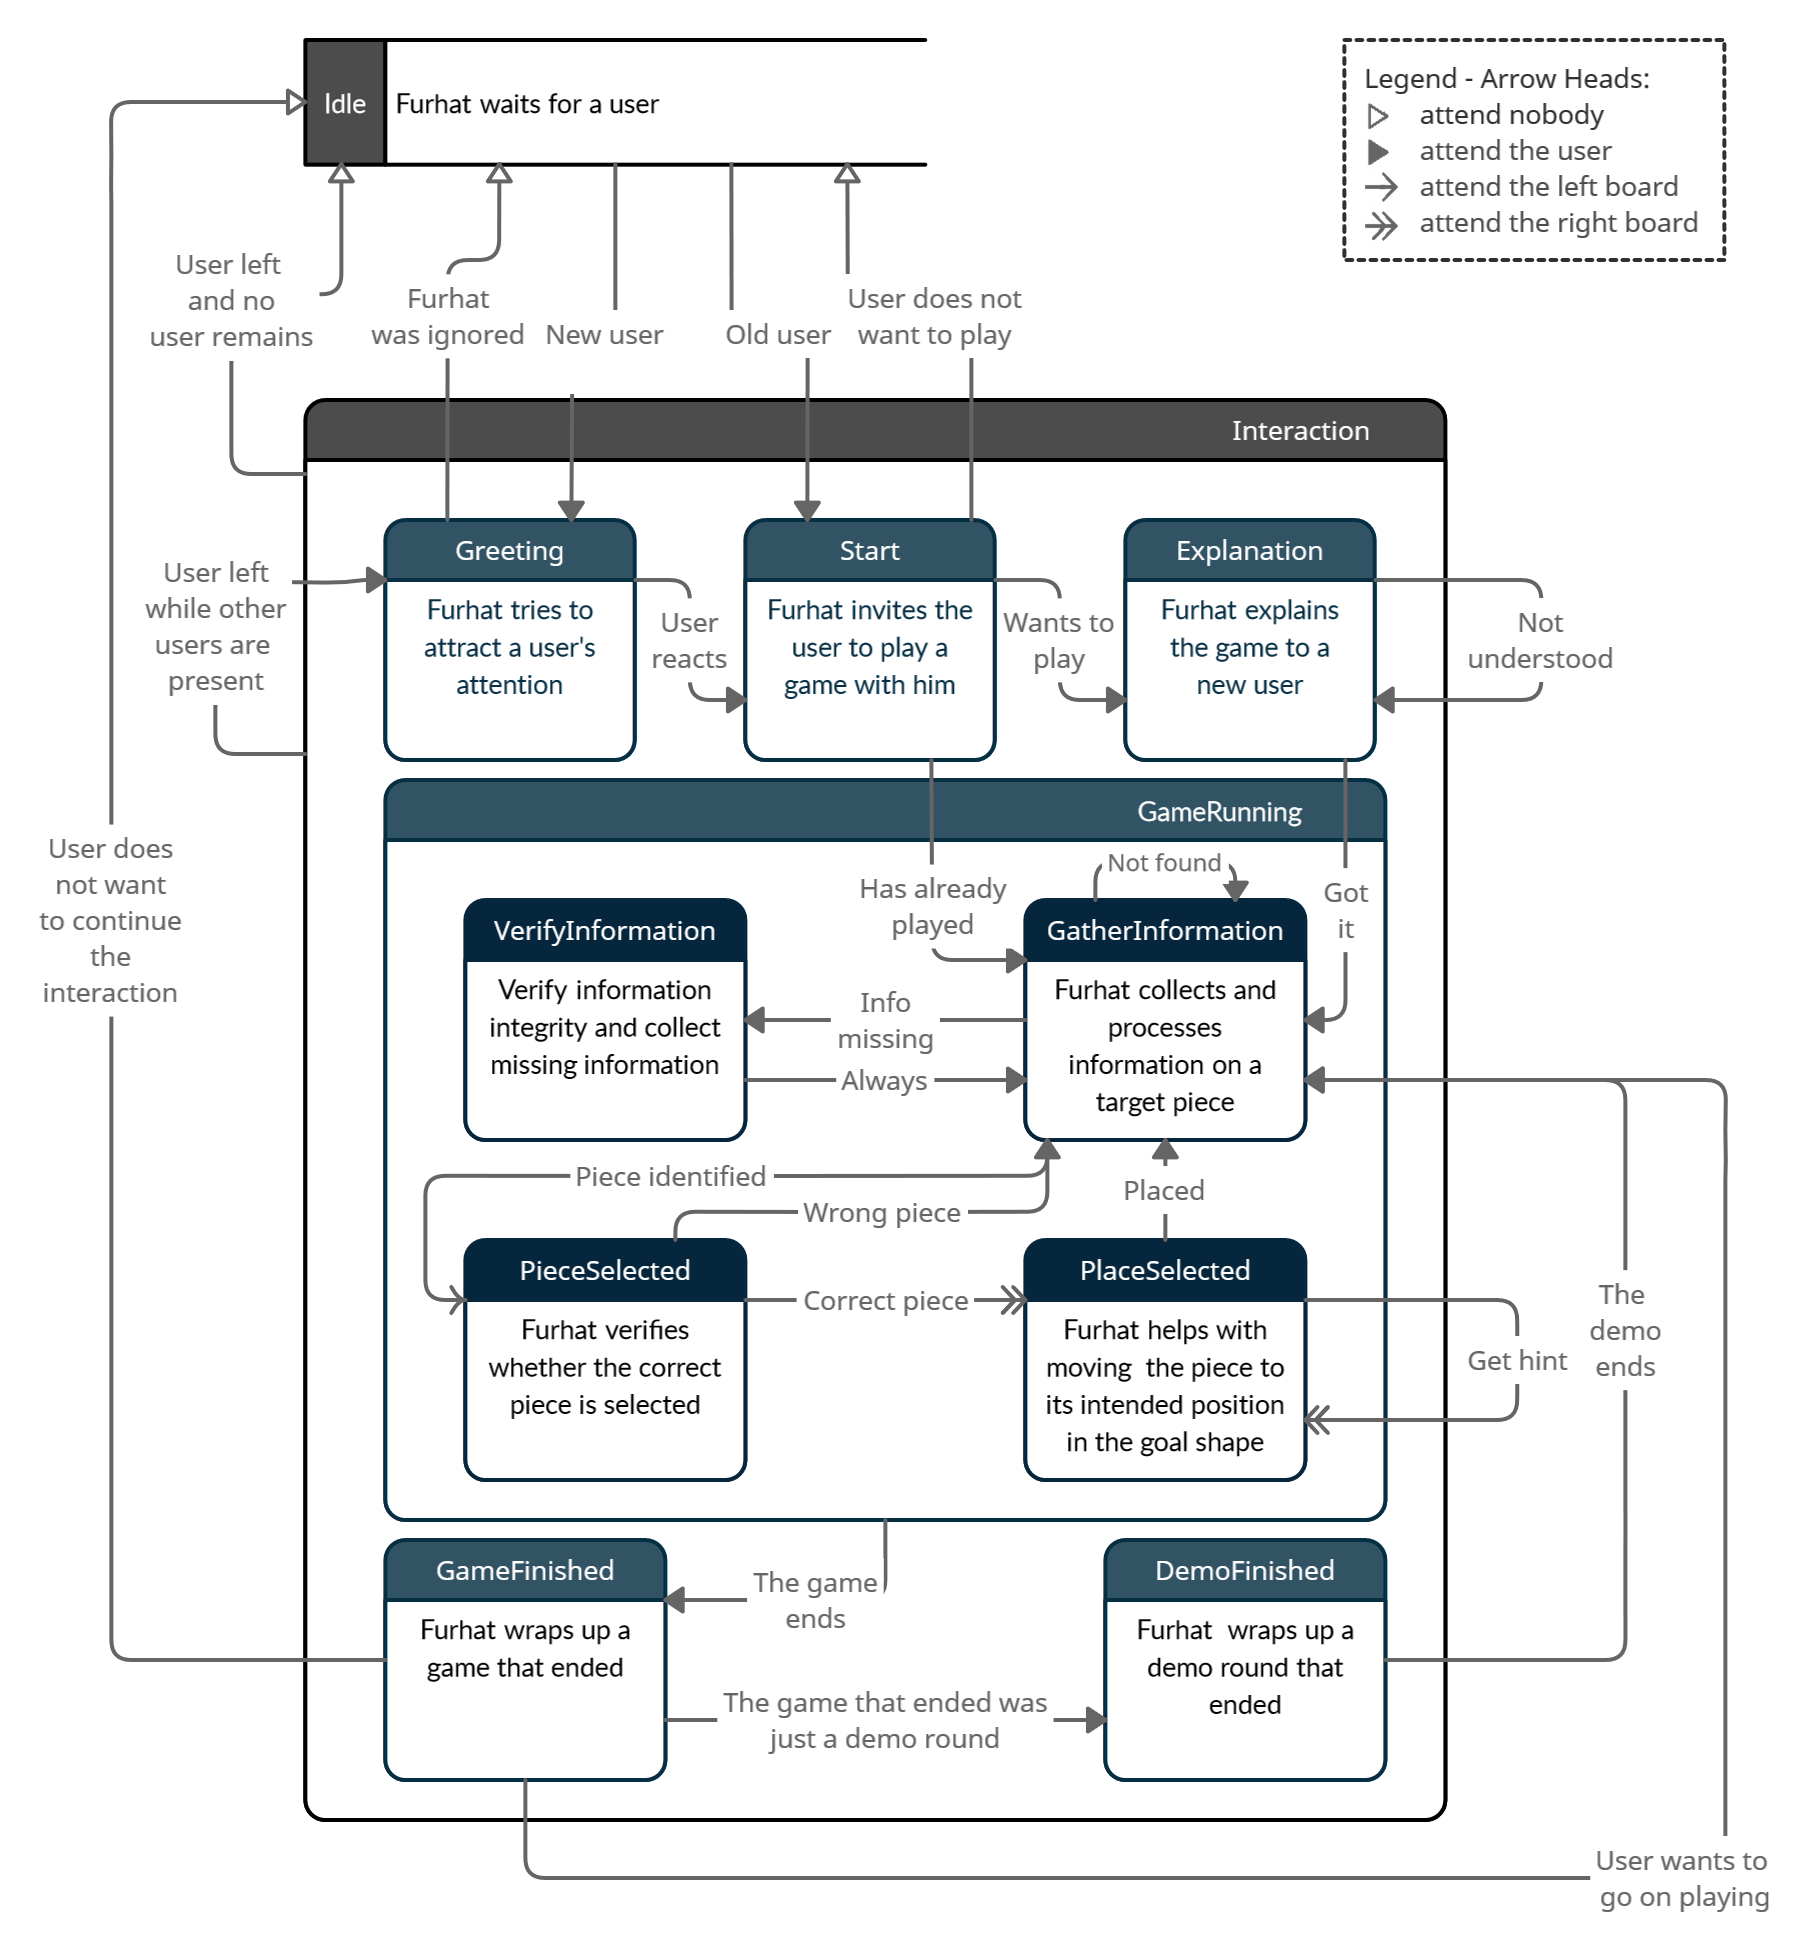 Idle
Furhat waits for a user
Legend - Arrow Heads:
attend nobody
attend the user
attend the left board
attend the right board
User left
and no
user remains
Furhat
was ignored
New user
Old user
User does not
want to play
Interaction
Greeting
Furhat tries to
attract a user's
attention
User left
while other
users are
present
User
reacts
Start
Furhat invites the
user to play a
game with him
Wants to
play
Explanation
Furhat explains
the game to a
new user
Not
understood
GameRunning
User does
not want
to continue
the
interaction
Has already
played
Not found
Got
it
VerifyInformation
Verify information
integrity and collect
missing information
Info
missing
Always
GatherInformation
Furhat collects and
processes
information on a
target piece
Piece identified
Wrong piece
Placed
PieceSelected
Furhat verifies
whether the correct
piece is selected
Correct piece
PlaceSelected
Furhat helps with
moving  the piece to
its intended position
in the goal shape
Get hint
The
demo
ends
GameFinished
Furhat wraps up a
game that ended
The game
ends
The game that ended was
just a demo round
DemoFinished
Furhat  wraps up a
demo round that
ended
User wants to
go on playing